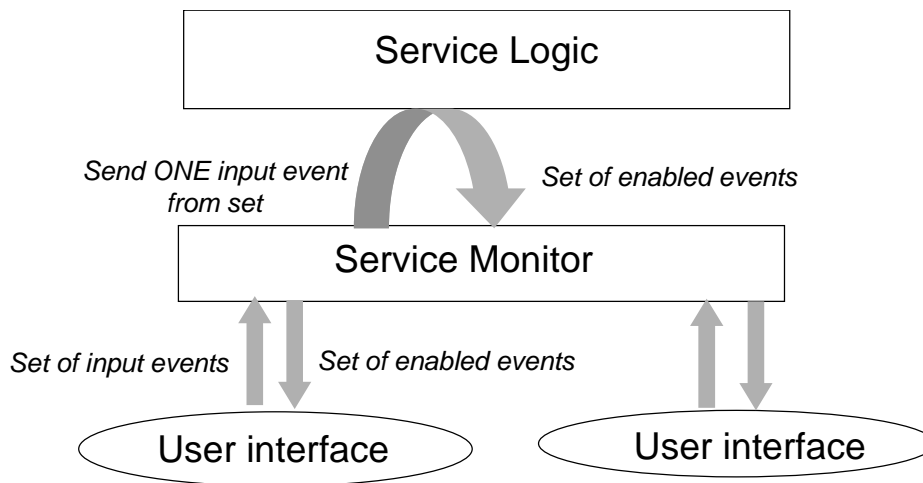 Service Logic
Send ONE input event
from set
Set of enabled events
Service Monitor
Set of input events
Set of enabled events
User interface
User interface